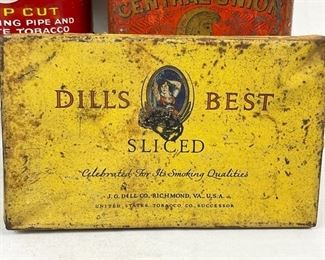 P CUT
ING PIPE AND
TE TOBACCO
CENTRAL UNION
DILL'S BEST
SLICED
Celebrated For Its Smoking Qualities
J. G. DILL CO., RICHMOND, VA., U.S.A.
UNITED STATES TOBACCO CO., SUCCESSOR